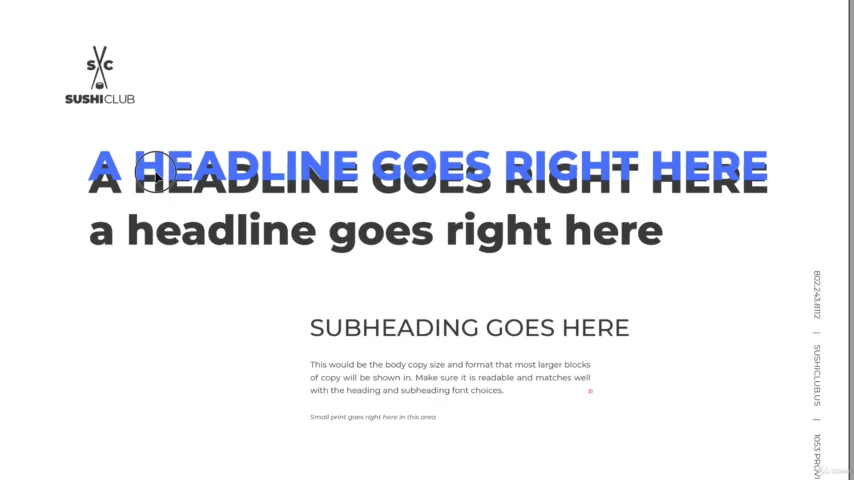 S C
SUSHICLUB
A HEADLINE GOES RIGHT HERE
A HEADLINE GOES RIGHT HERE
a headline goes right here
SUBHEADING GOES HERE
This would be the body copy size and format that most larger blocks
of copy will be shown in. Make sure it is readable and matches well
with the heading and subheading font choices.
Small print goes right here in this area.
802.243.8112 | SUSHICLUB.US | 1053 PROVI